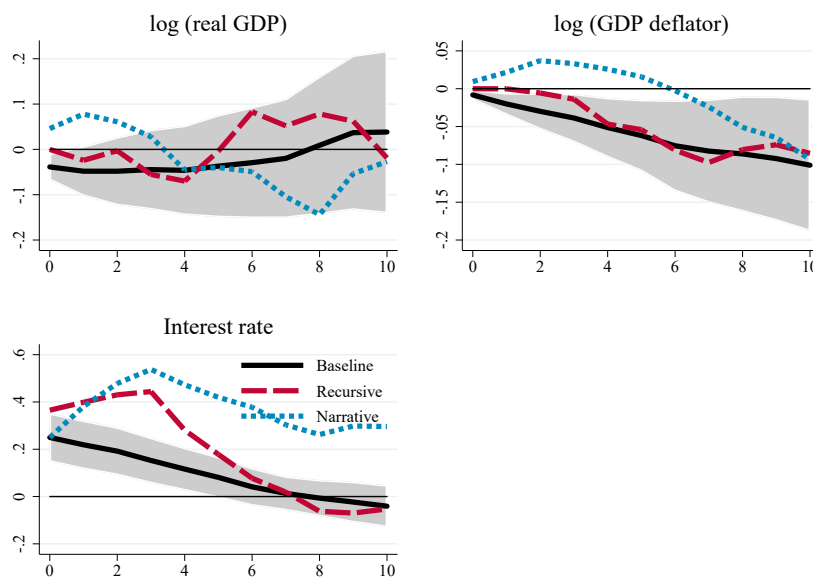 log (real GDP)
.2
.1
0
-.1
-.2
0 2 4 6 8 10
log (GDP deflator)
.05
0
-.05
-.1
-.15
-.2
0 2 4 6 8 10
Interest rate
.6
.4
.2
0
-.2
0 2 4 6 8 10
Baseline
Recursive
Narrative